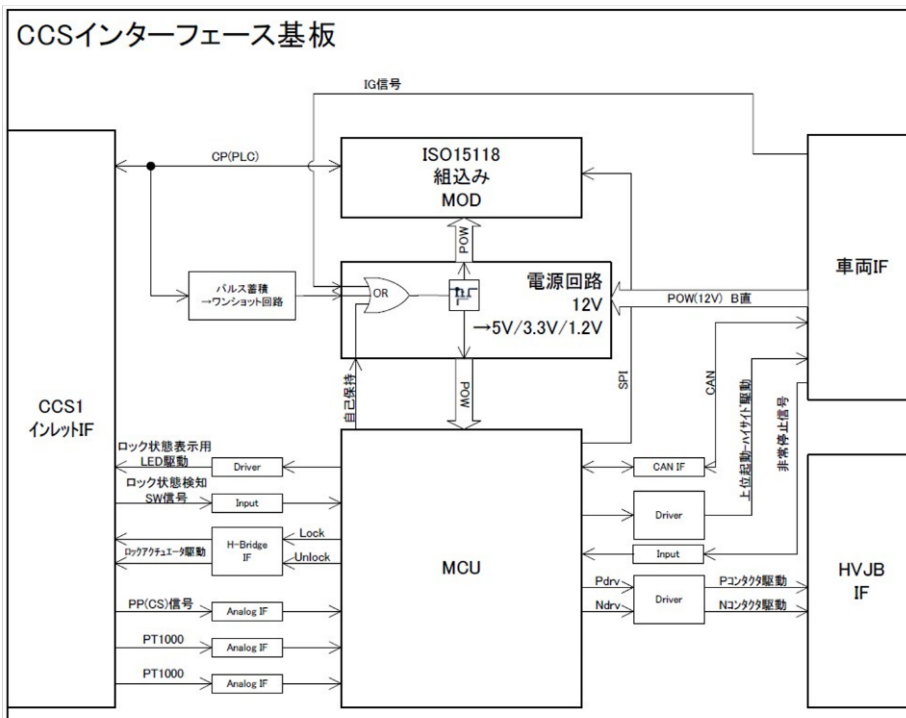 CCSインターフェース基板
IG信号
CP(PLC)
ISO15118
組込み
MOD
車両IF
POW
パルス蓄積
→ワンショット回路
OR
電源回路
12V
→5V/3.3V/1.2V
POW(12V) B直
自己保持
POW
SPI
CAN
上位起動-ハイサイド駆動
非常停止信号
CCS1
インレットIF
ロック状態表示用
LED駆動
Driver
ロック状態検知
SW信号
Input
ロックアクチュエータ駆動
H-Bridge
IF
Lock
Unlock
PP(CS)信号
Analog IF
PT1000
Analog IF
PT1000
Analog IF
MCU
CAN IF
Driver
Input
Pdrv
Ndrv
Driver
Pコンタクタ駆動
Nコンタクタ駆動
HVJB
IF